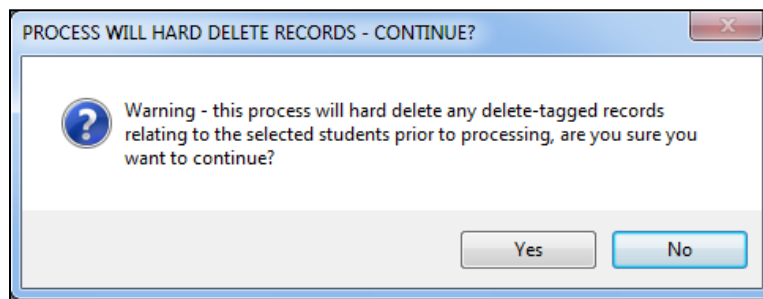 PROCESS WILL HARD DELETE RECORDS - CONTINUE?
Warning - this process will hard delete any delete-tagged records
relating to the selected students prior to processing, are you sure you
want to continue?
Yes
No